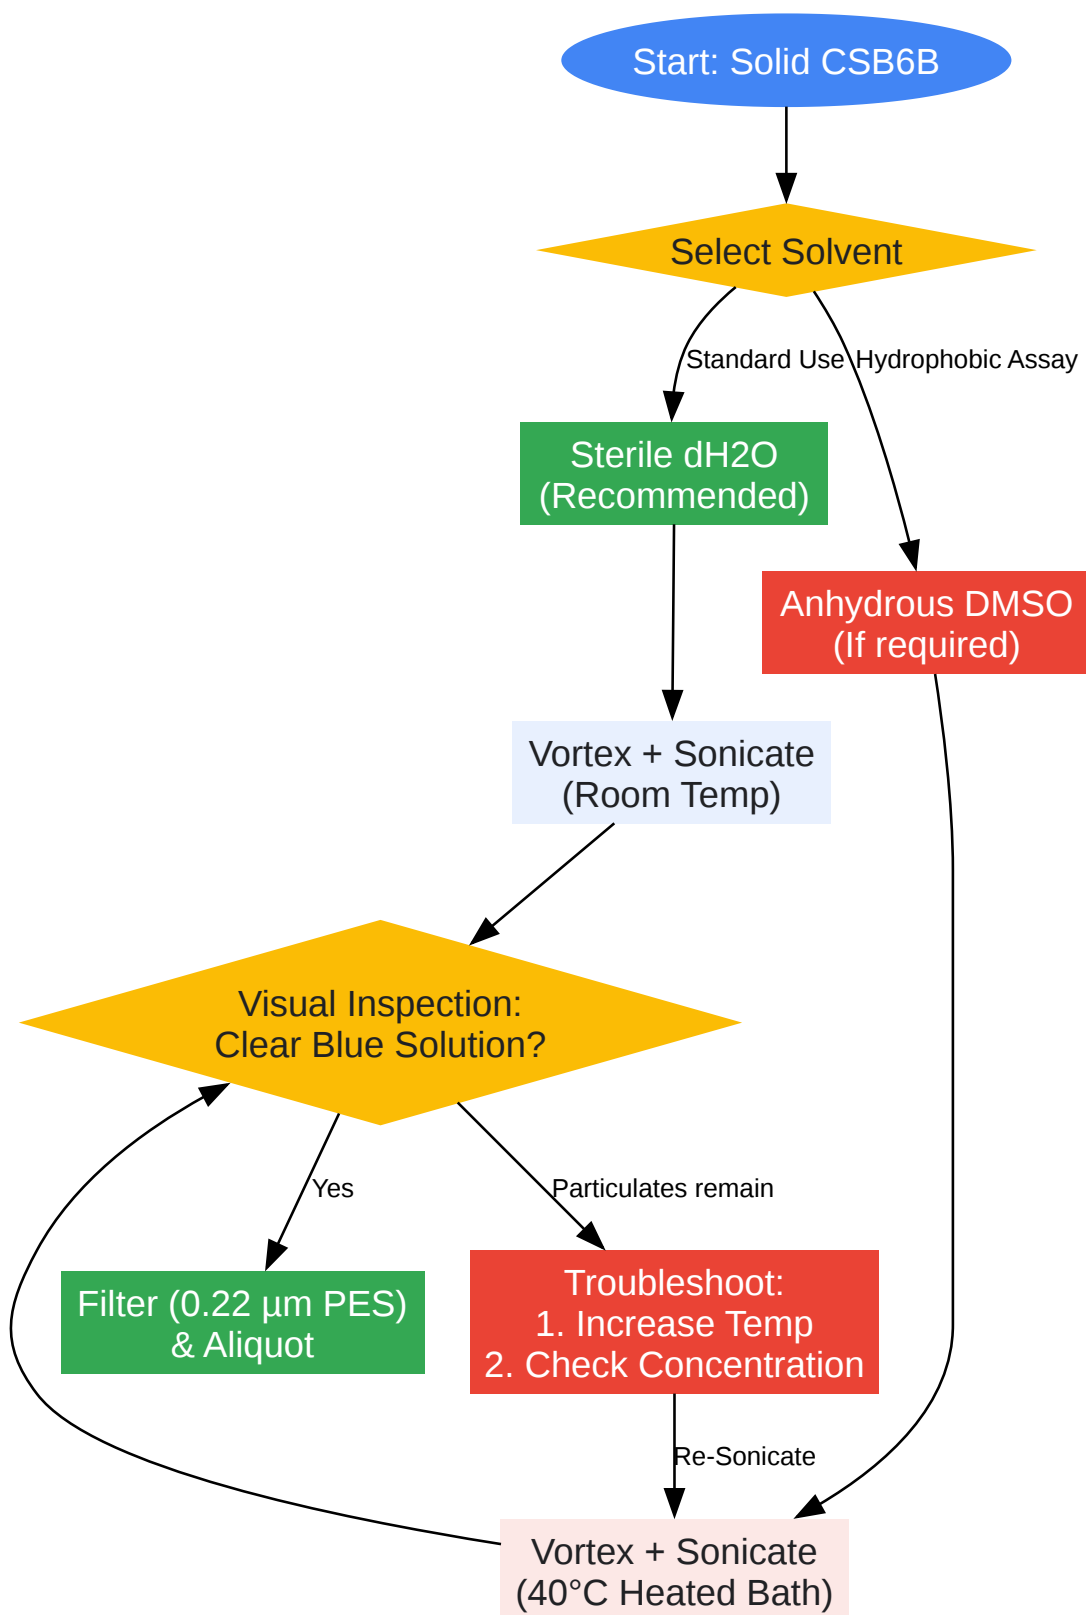 Start: Solid CSB6B
Select Solvent
Standard Use
Hydrophobic Assay
Sterile dH2O
(Recommended)
Anhydrous DMSO
(If required)
Vortex + Sonicate
(Room Temp)
Visual Inspection:
Clear Blue Solution?
Yes
Particulates remain
Filter (0.22 µm PES)
& Aliquot
Troubleshoot:
1. Increase Temp
2. Check Concentration
Re-Sonicate
Vortex + Sonicate
(40°C Heated Bath)